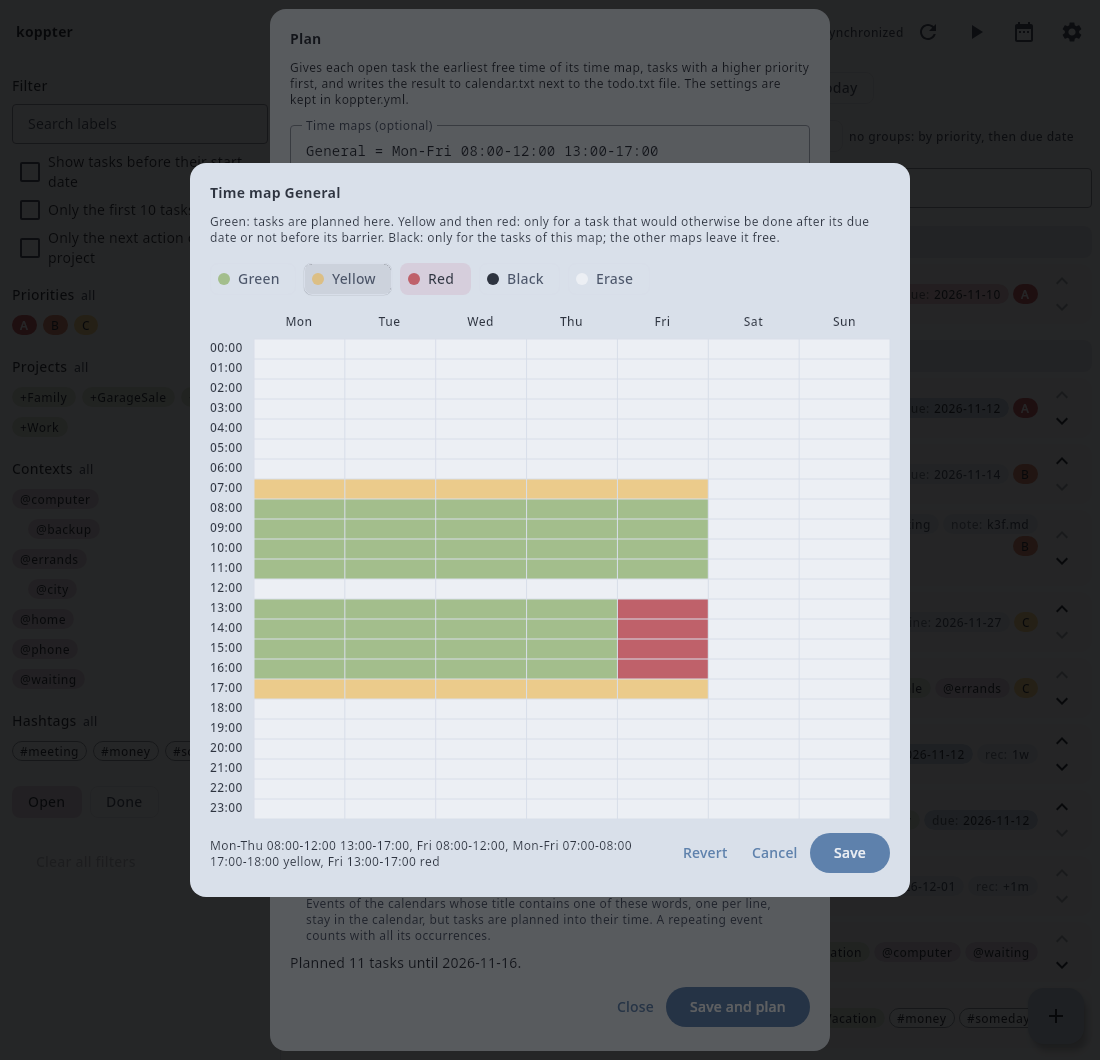 koppter
Plan
Gives each open task the earliest free time of its time map, tasks with a higher priority
first, and writes the result to calendar.txt next to the todo.txt file. The settings are
kept in koppter.yml.
Time maps (optional)
General = Mon-Fri 08:00-12:00 13:00-17:00
Filter
Search labels
Show tasks before their start
date
Only the first 10 tasks
Only the next action
project
no groups: by priority, then due date
Priorities all
A B C
Projects all
+Family +GarageSale
+Work
Contexts all
@computer
@backup
@errands
@city
@home
@phone
@waiting
Hashtags all
#meeting #money
Open Done
Clear all filters
Time map General
Green: tasks are planned here. Yellow and then red: only for a task that would otherwise be done after its due
date or not before its barrier. Black: only for the tasks of this map; the other maps leave it free.
Green Yellow Red Black Erase
Mon Tue Wed Thu Fri Sat Sun
00:00
01:00
02:00
03:00
04:00
05:00
06:00
07:00
08:00
09:00
10:00
11:00
12:00
13:00
14:00
15:00
16:00
17:00
18:00
19:00
20:00
21:00
22:00
23:00
Mon-Thu 08:00-12:00 13:00-17:00, Fri 08:00-12:00, Mon-Fri 07:00-08:00
17:00-18:00 yellow, Fri 13:00-17:00 red
Revert Cancel Save
2026-11-10 A
2026-11-12 A
2026-11-14 B
note: k3f.md
B
2026-11-27 C
@errands C
rec: 1w
due: 2026-11-12
rec: +1m
@computer @waiting
#money #someday
Events of the calendars whose title contains one of these words, one per line,
stay in the calendar, but tasks are planned into their time. A repeating event
counts with all its occurrences.
Planned 11 tasks until 2026-11-16.
Close Save and plan